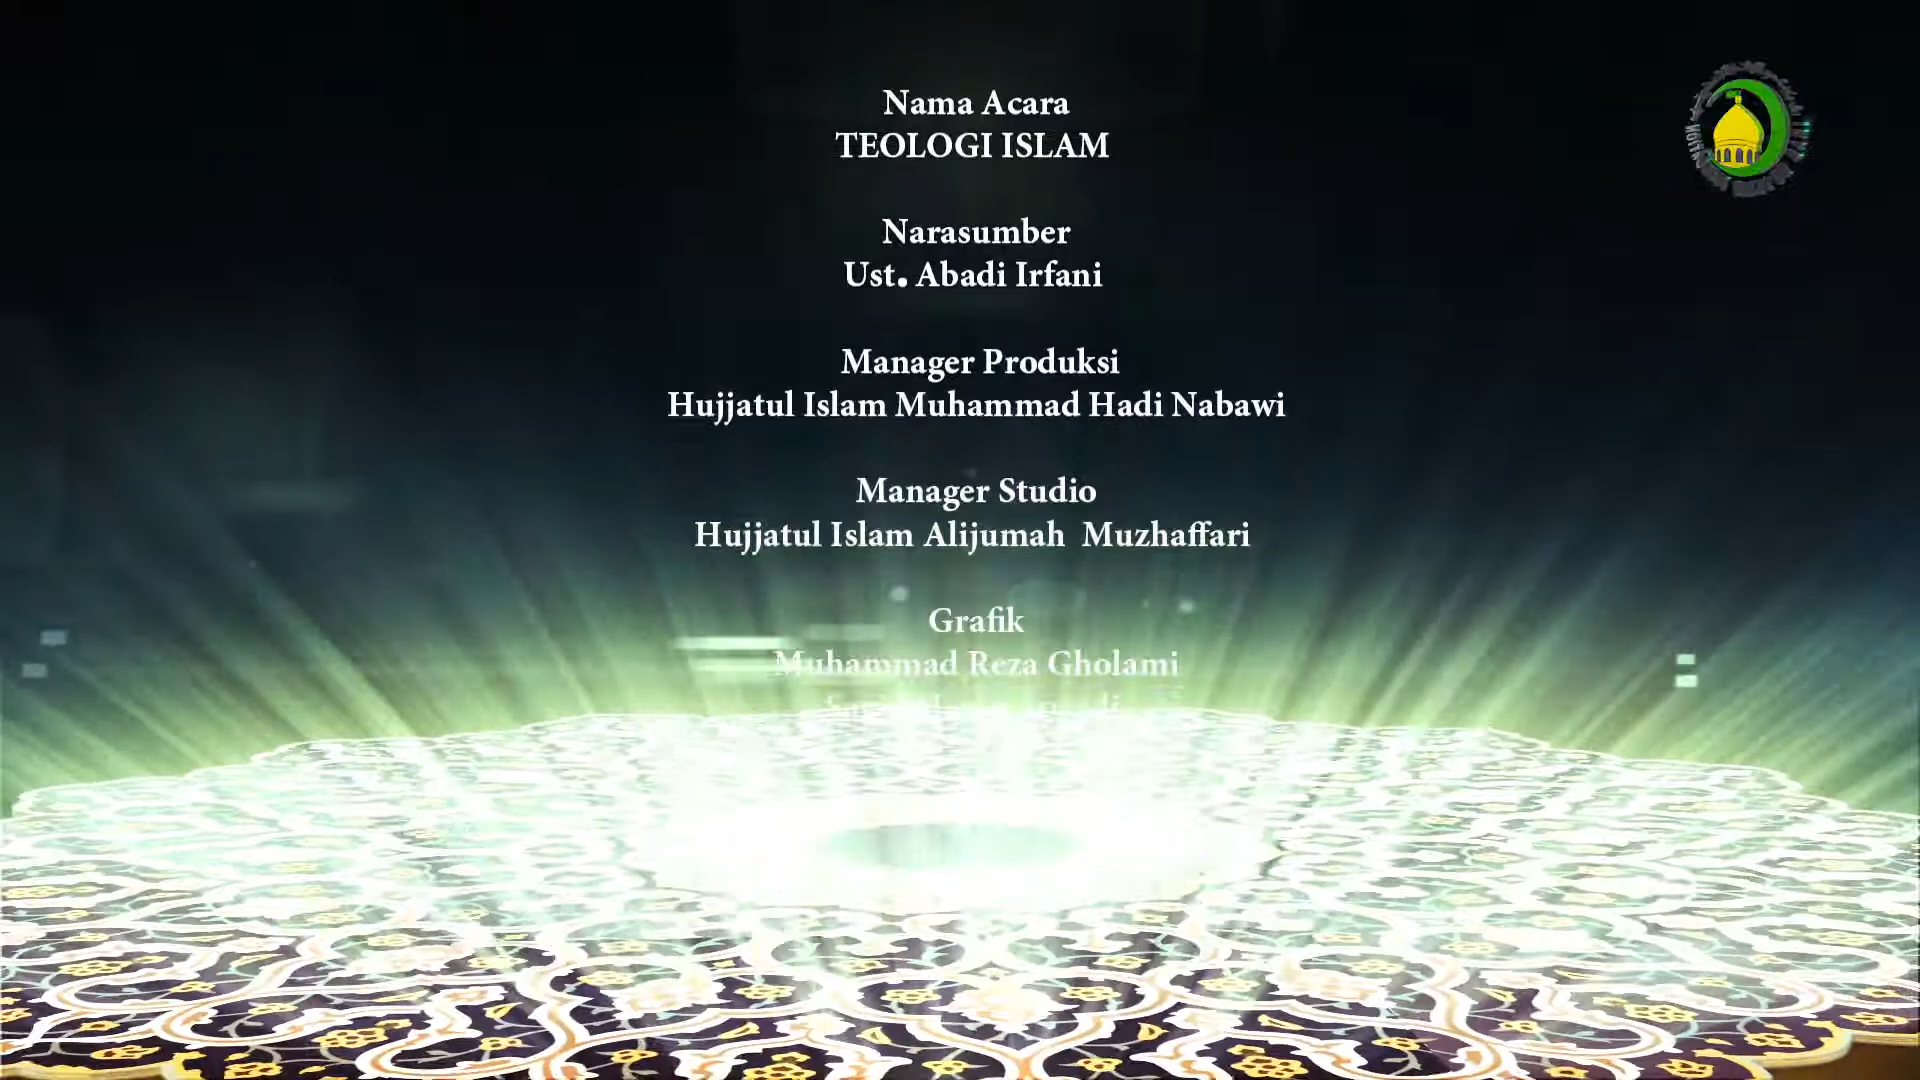 Nama Acara
TEOLOGI ISLAM
Narasumber
Ust. Abadi Irfani
Manager Produksi
Hujjatul Islam Muhammad Hadi Nabawi
Manager Studio
Hujjatul Islam Alijumah Muzhaffari
Grafik
Muhammad Reza Gholami